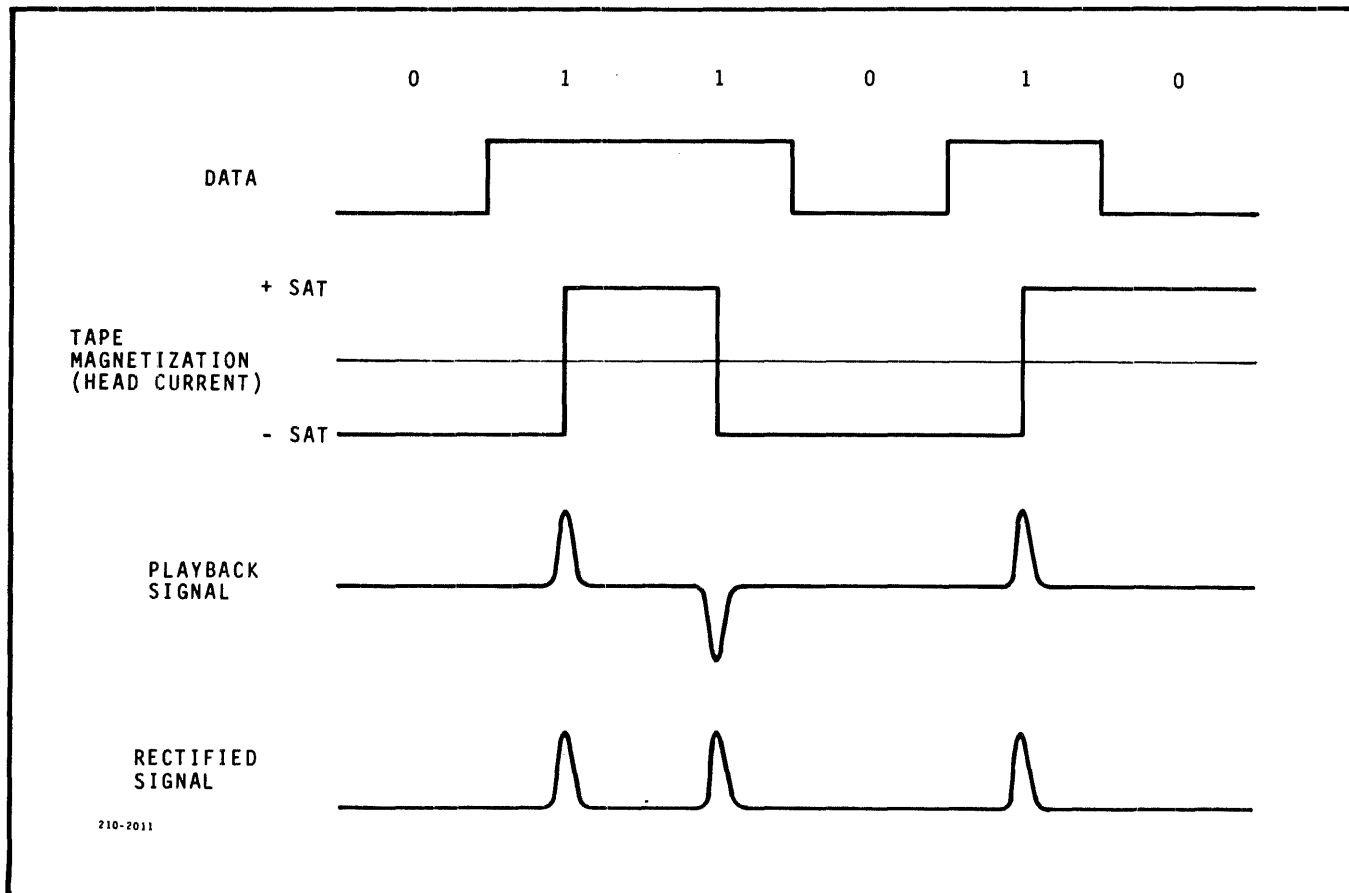 0 1 1 0 1 0
DATA
+ SAT
TAPE
MAGNETIZATION
(HEAD CURRENT)
- SAT
PLAYBACK
SIGNAL
RECTIFIED
SIGNAL
210-2011